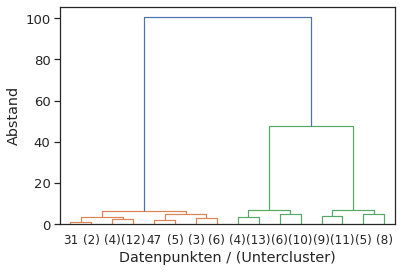 100
80
60
40
20
0
Abstand
31 (2) (4)(12) 47 (5) (3) (6) (4)(13)(6)(10)(9)(11)(5) (8)
Datenpunkten / (Untercluster)